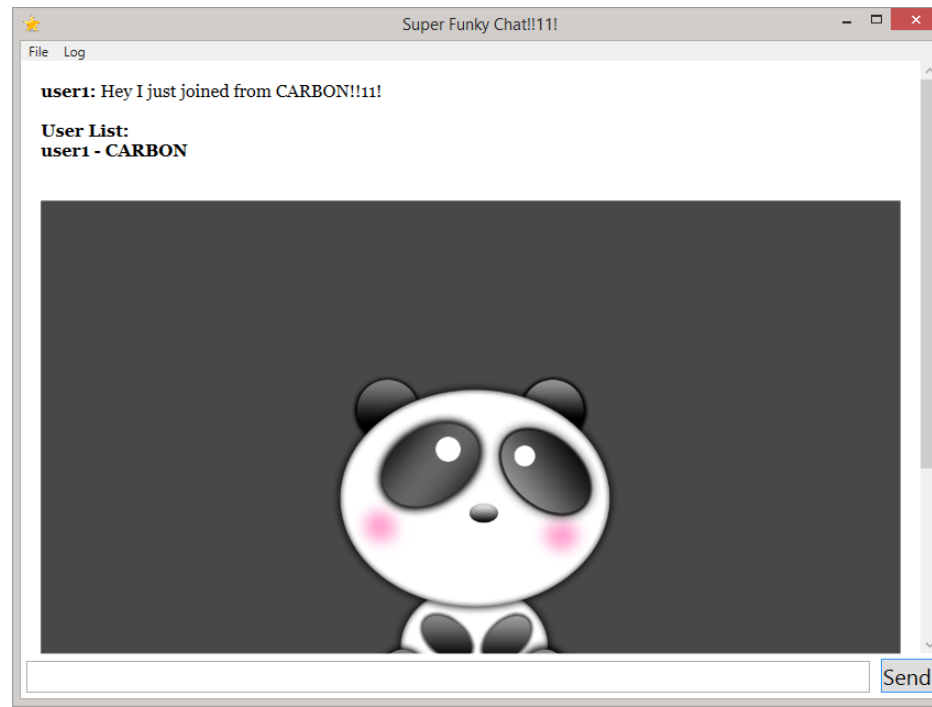 Super Funky Chat!!11!
File Log
user1: Hey I just joined from CARBON!!11!
User List:
user1 - CARBON
Send